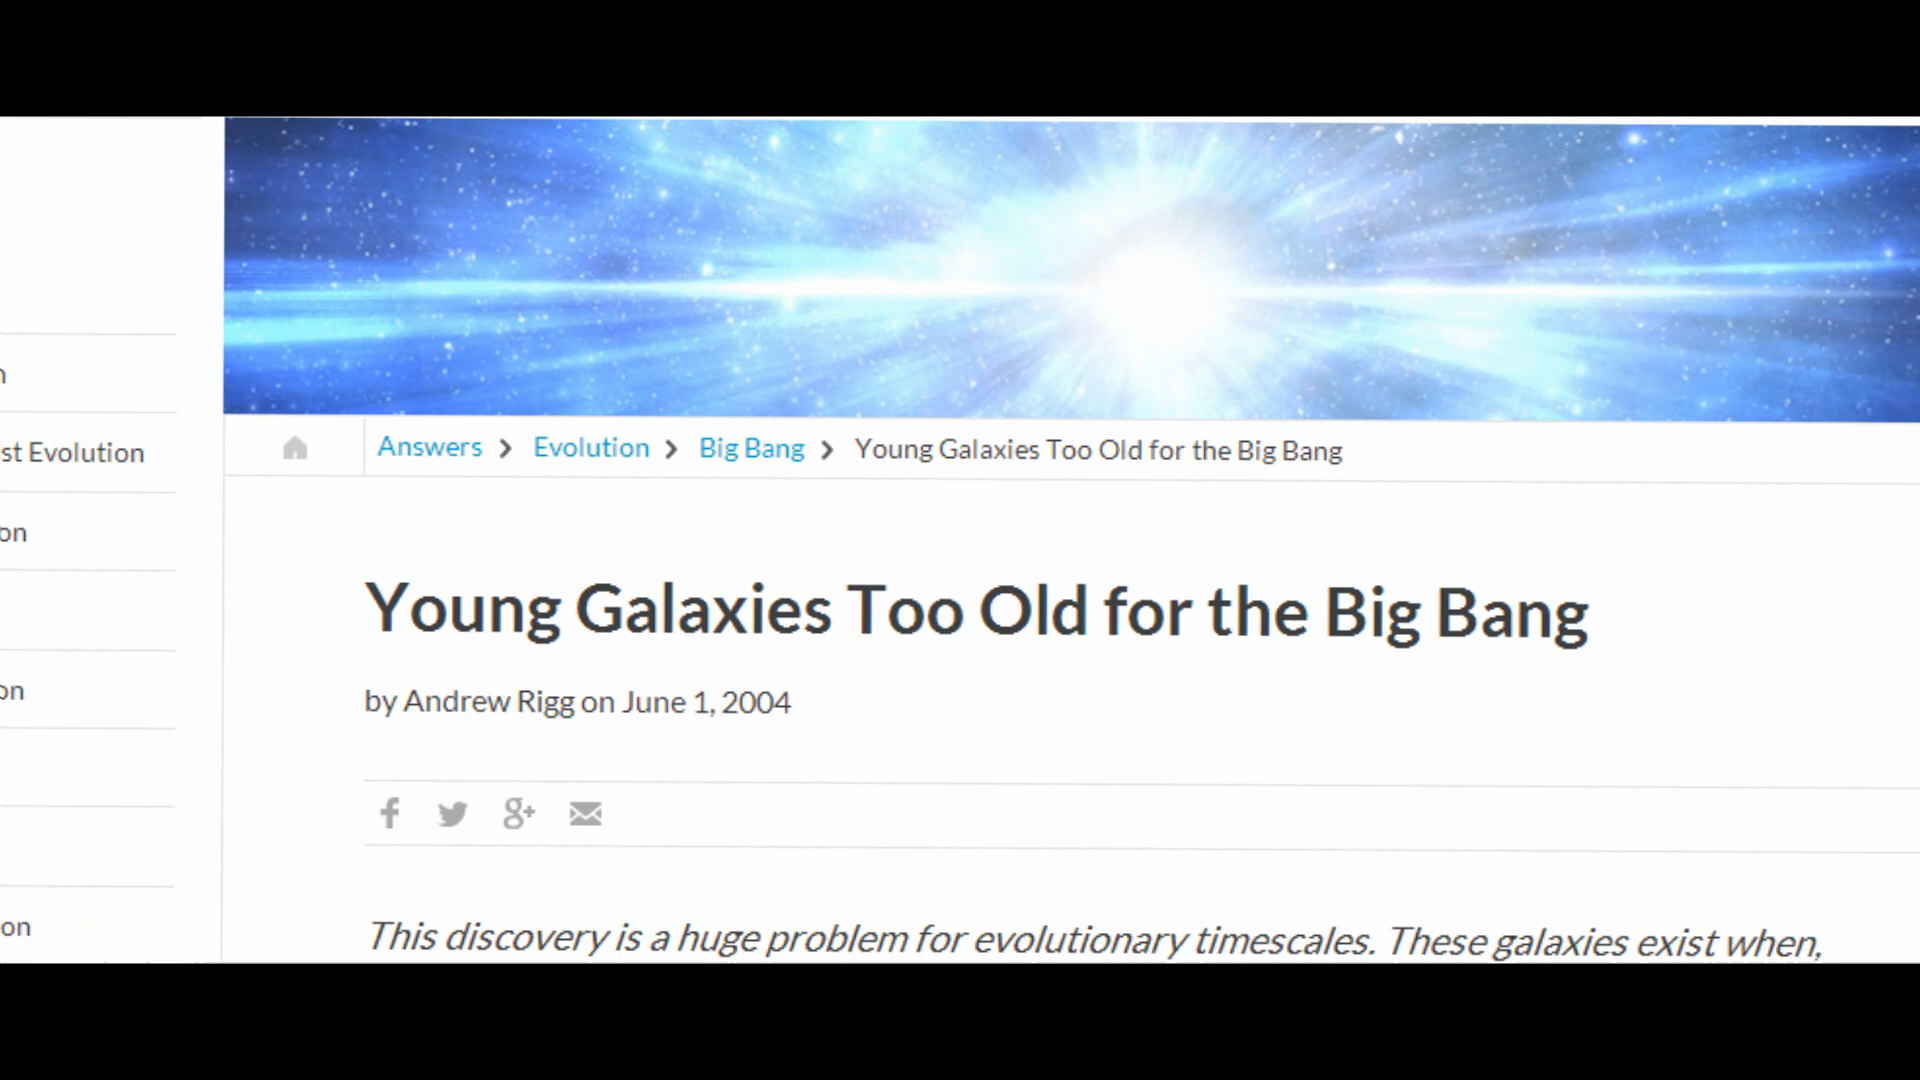 Answers > Evolution > Big Bang > Young Galaxies Too Old for the Big Bang
st Evolution
on
Young Galaxies Too Old for the Big Bang
on
by Andrew Rigg on June 1, 2004
on
This discovery is a huge problem for evolutionary timescales. These galaxies exist when,